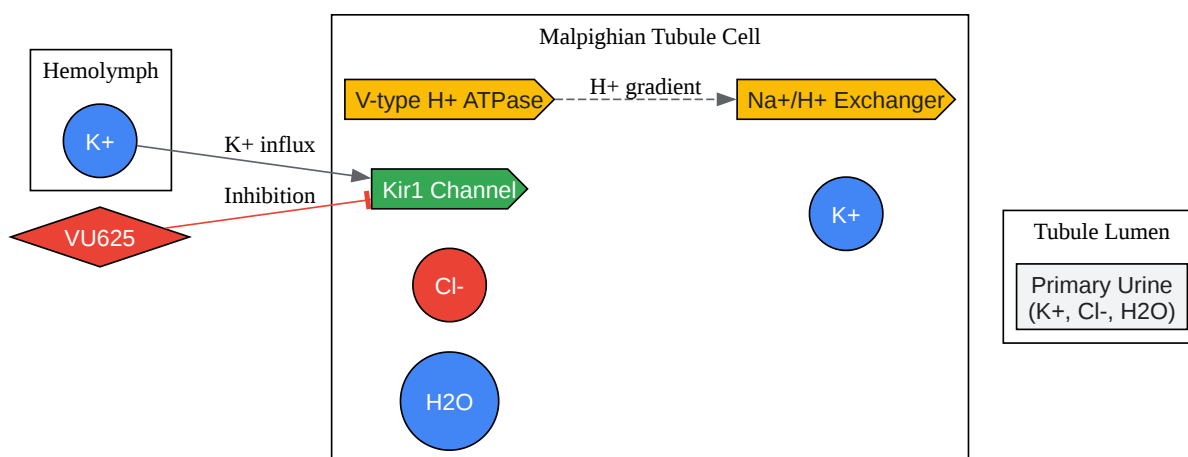 Malpighian Tubule Cell
Hemolymph
K+
V-type H+ ATPase
H+ gradient
Na+/H+ Exchanger
K+ influx
Kir1 Channel
Inhibition
VU625
K+
Cl-
H2O
Tubule Lumen
Primary Urine
(K+, Cl-, H2O)